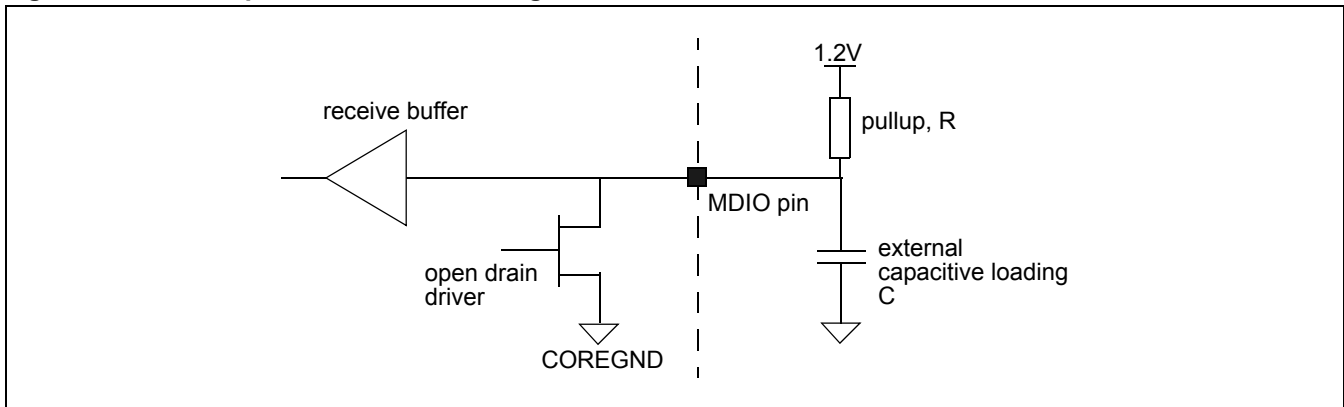 1.2V
receive buffer
pullup, R
MDIO pin
open drain
driver
external
capacitive loading
C
COREGND